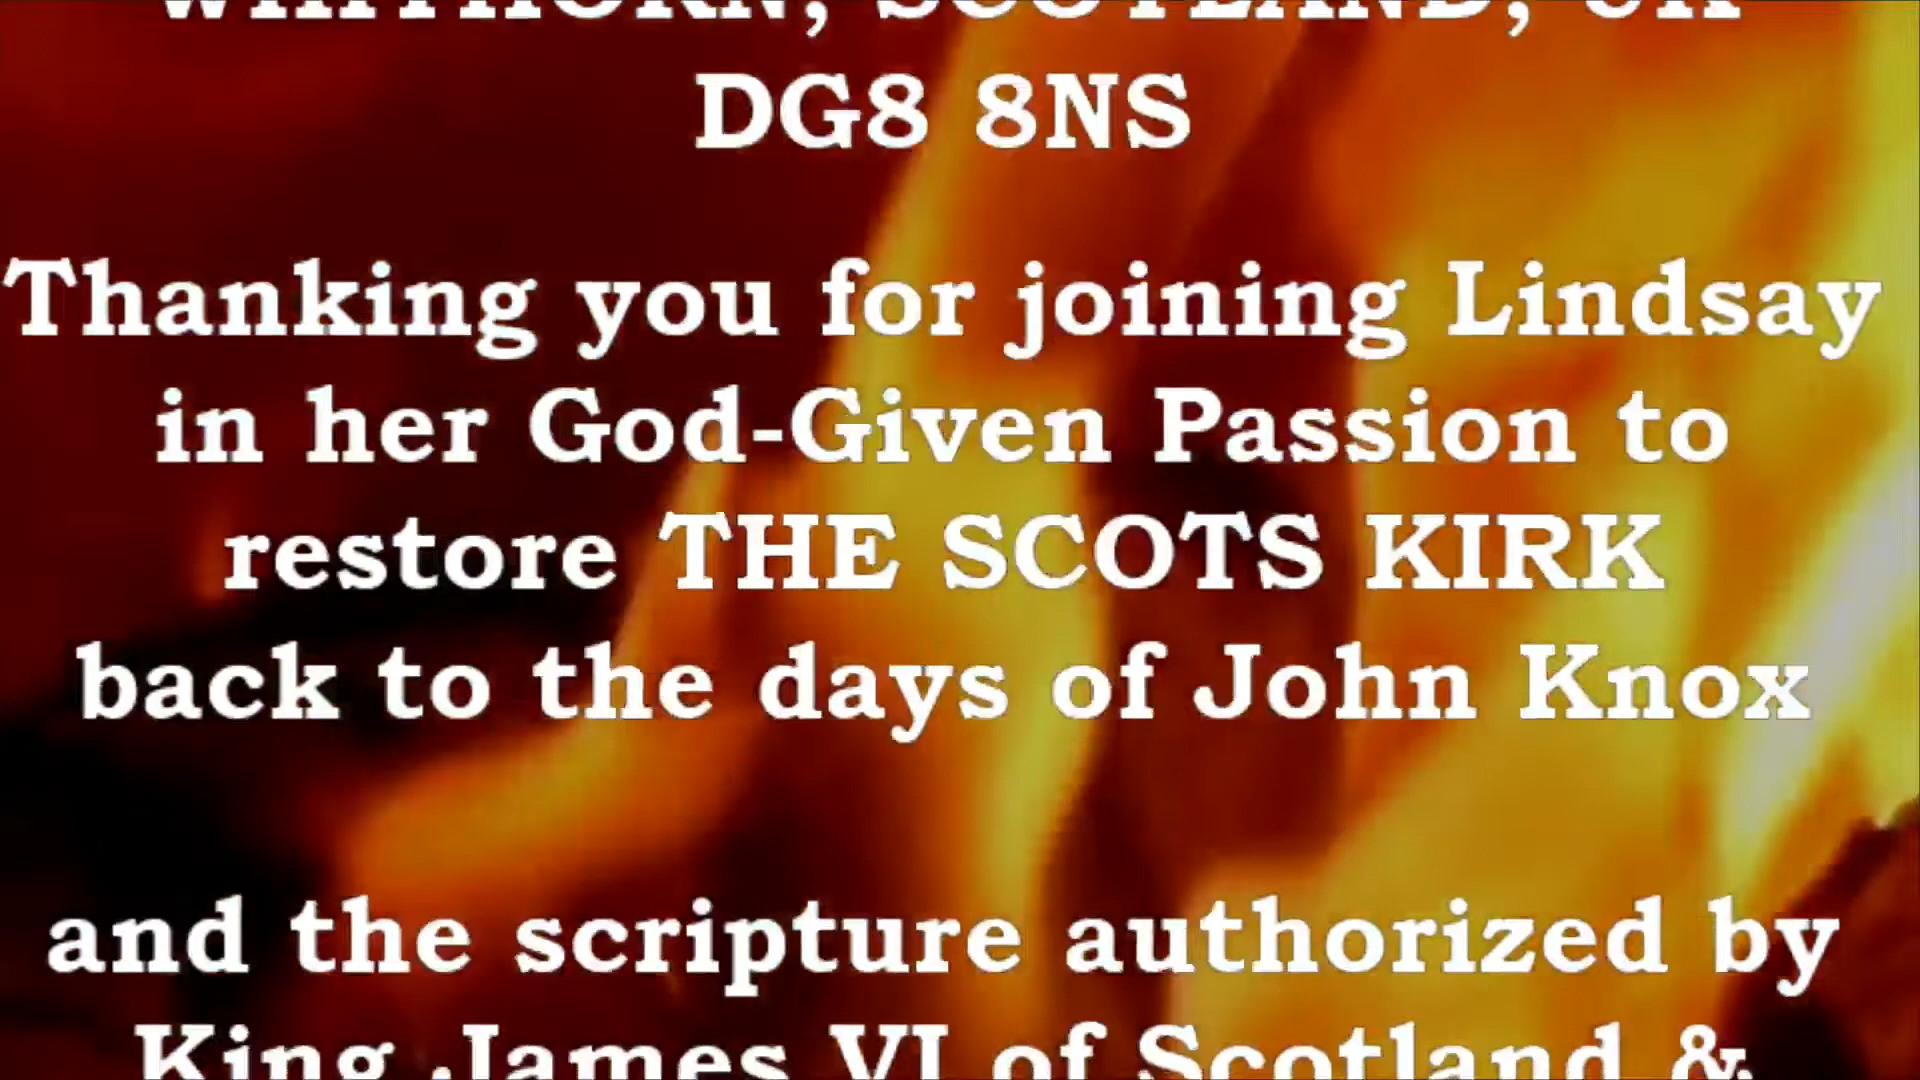 WHITHORN, SCOTLAND, UK
DG8 8NS
Thanking you for joining Lindsay
in her God-Given Passion to
restore THE SCOTS KIRK
back to the days of John Knox
and the scripture authorized by
King James VI of Scotland &